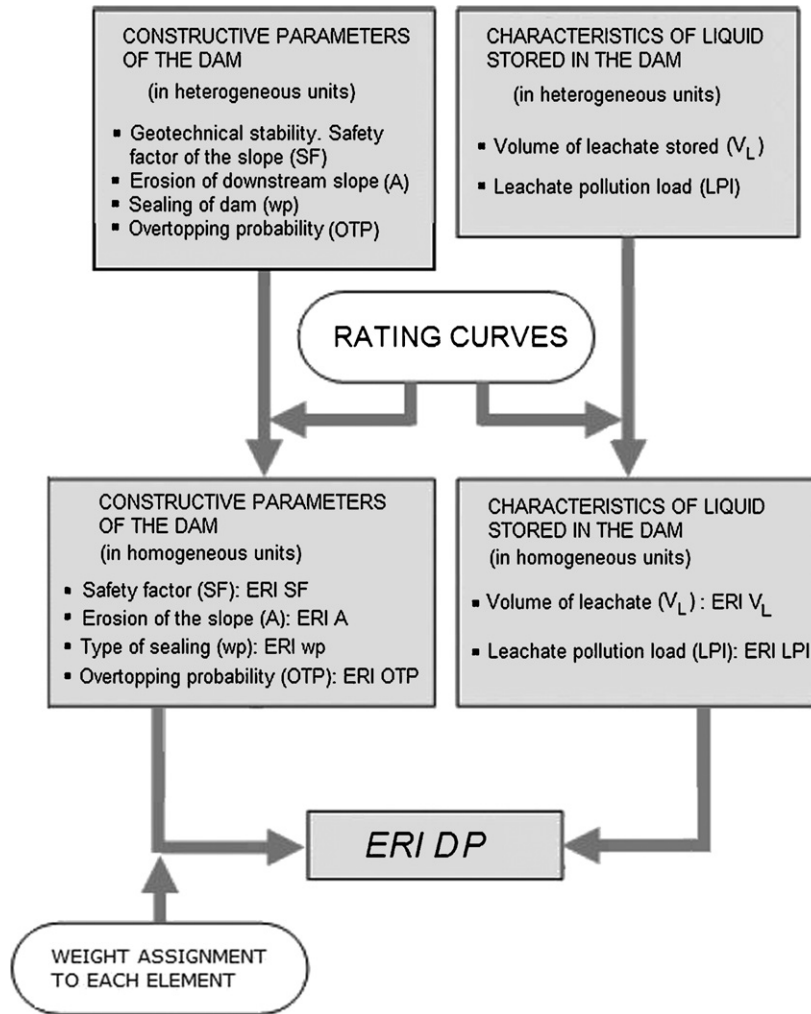 CONSTRUCTIVE PARAMETERS
OF THE DAM
(in heterogeneous units)
▪ Geotechnical stability. Safety
factor of the slope (SF)
▪ Erosion of downstream slope (A)
▪ Sealing of dam (wp)
▪ Overtopping probability (OTP)
CHARACTERISTICS OF LIQUID
STORED IN THE DAM
(in heterogeneous units)
▪ Volume of leachate stored (V_L)
▪ Leachate pollution load (LPI)
RATING CURVES
CONSTRUCTIVE PARAMETERS
OF THE DAM
(in homogeneous units)
▪ Safety factor (SF): ERI SF
▪ Erosion of the slope (A): ERI A
▪ Type of sealing (wp): ERI wp
▪ Overtopping probability (OTP): ERI OTP
CHARACTERISTICS OF LIQUID
STORED IN THE DAM
(in homogeneous units)
▪ Volume of leachate (V_L) : ERI V_L
▪ Leachate pollution load (LPI): ERI LPI
ERI DP
WEIGHT ASSIGNMENT
TO EACH ELEMENT